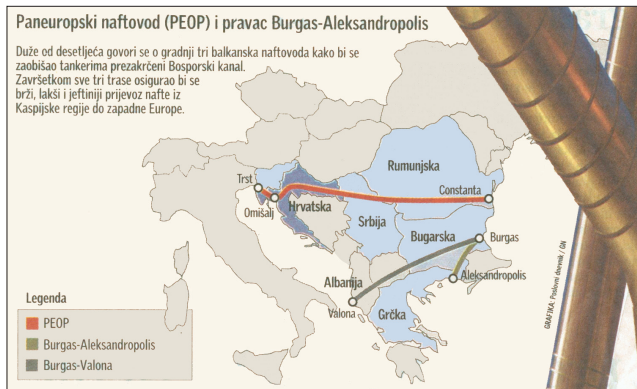 Paneuropski naftovod (PEOP) i pravac Burgas-Aleksandropolis
Duže od desetljeća govori se o gradnji tri balkanska naftovoda kako bi se
zaobišao tankerima prezakrčeni Bosporski kanal.
Završetkom sve tri trase osigurao bi se
brži, lakši i jeftiniji prijevoz nafte iz
Kaspijske regije do zapadne Europe.
Rumunjska
Trst
Constanta
Omišalj
Hrvatska
Srbija
Bugarska
Burgas
Albanija
Aleksandropolis
Valona
Grčka
Legenda
PEOP
Burgas-Aleksandropolis
Burgas-Valona
GRAFIKA: Poslovni dnevnik / GN